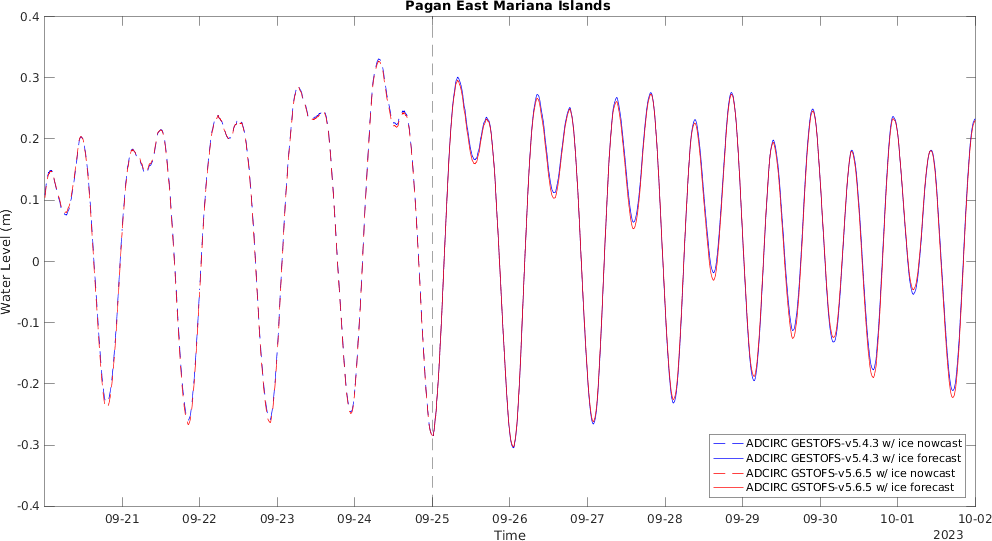 Pagan East Mariana Islands
0.4
0.3
0.2
0.1
0
-0.1
-0.2
-0.3
-0.4
Water Level (m)
ADCIRC GESTOFS-v5.4.3 w/ ice nowcast
ADCIRC GESTOFS-v5.4.3 w/ ice forecast
ADCIRC GSTOFS-v5.6.5 w/ ice nowcast
ADCIRC GSTOFS-v5.6.5 w/ ice forecast
09-21 09-22 09-23 09-24 09-25 09-26 09-27 09-28 09-29 09-30 10-01 10-02
Time
2023